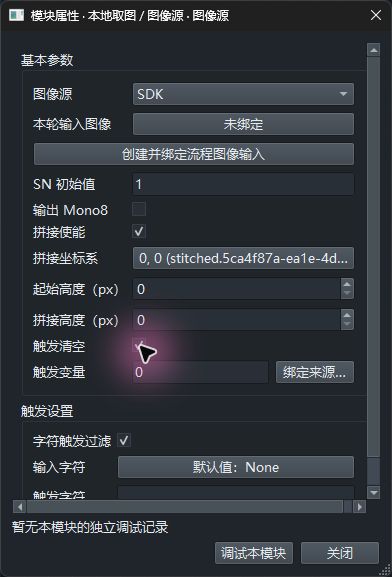 模块属性 · 本地取图 / 图像源 · 图像源
基本参数
图像源 SDK
本轮输入图像 未绑定
创建并绑定流程图像输入
SN 初始值 1
输出 Mono8
拼接使能
拼接坐标系 0, 0 (stitched.5ca4f87a-ea1e-4d...
起始高度（px） 0
拼接高度（px） 0
触发清空
触发变量 0 绑定来源...
触发设置
字符触发过滤
输入字符 默认值：None
触发字符
暂无本模块的独立调试记录
调试本模块 关闭